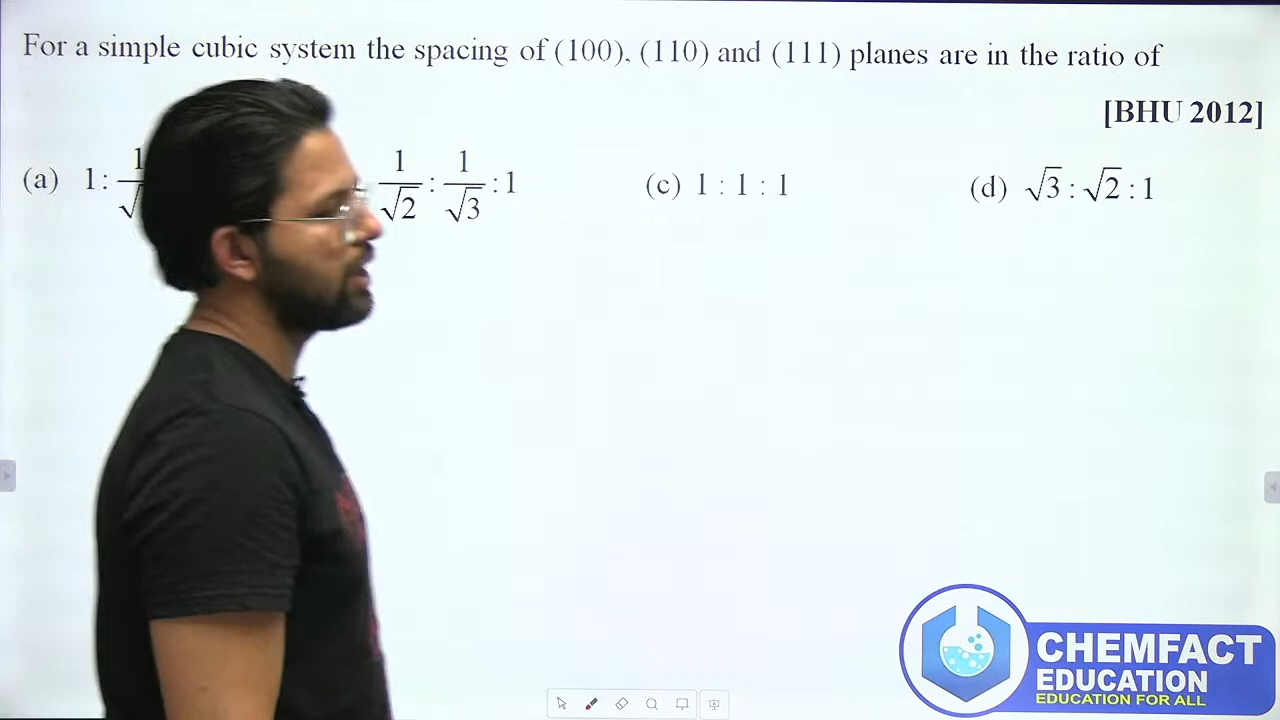 For a simple cubic system the spacing of (100), (110) and (111) planes are in the ratio of
[BHU 2012]
(a) 1 : 1/√ 1/√2 : 1/√3 : 1 (c) 1 : 1 : 1 (d) √3 : √2 : 1
CHEMFACT
EDUCATION
EDUCATION FOR ALL